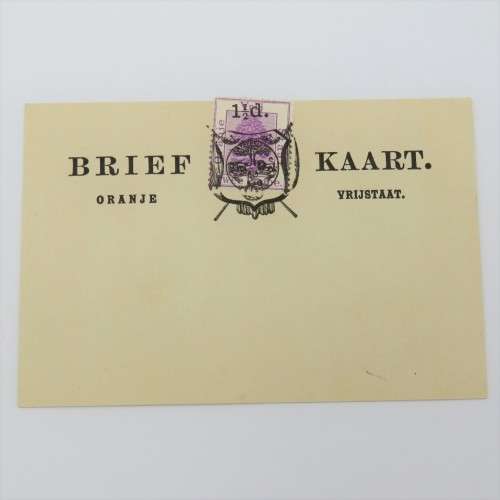 1½d.
BRIEF KAART.
ORANJE VRIJSTAAT.